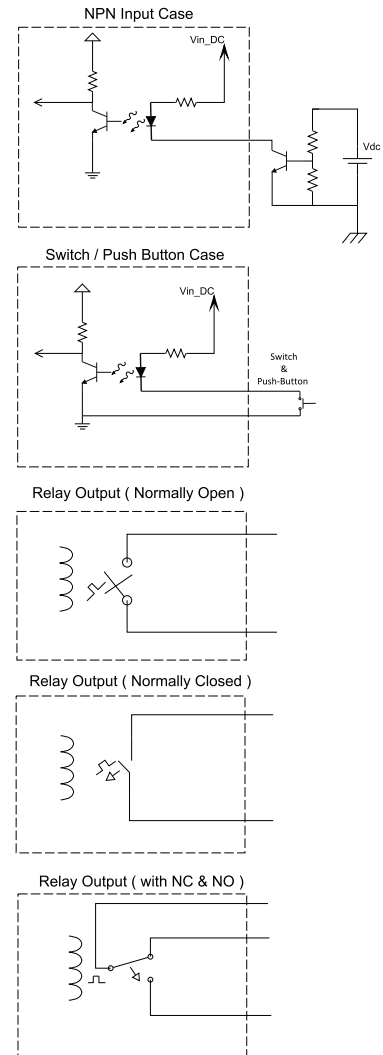 NPN Input Case
Vin_DC
Vdc
Switch / Push Button Case
Vin_DC
Switch
&
Push-Button
Relay Output ( Normally Open )
Relay Output ( Normally Closed )
Relay Output ( with NC & NO )